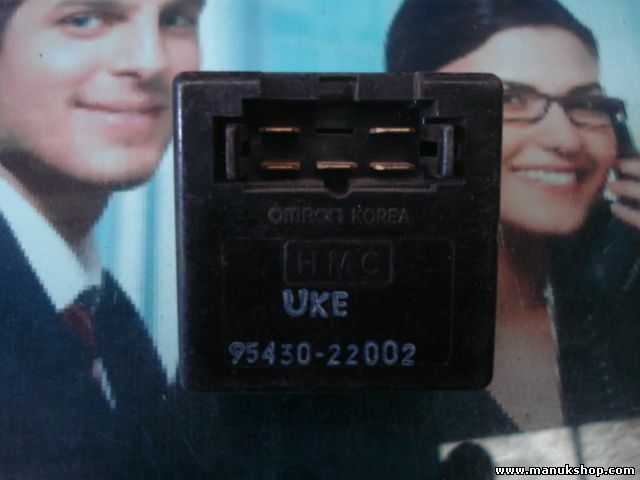 OMRON KOREA
HMC
UKE
95430-22002
www.manukshop.com